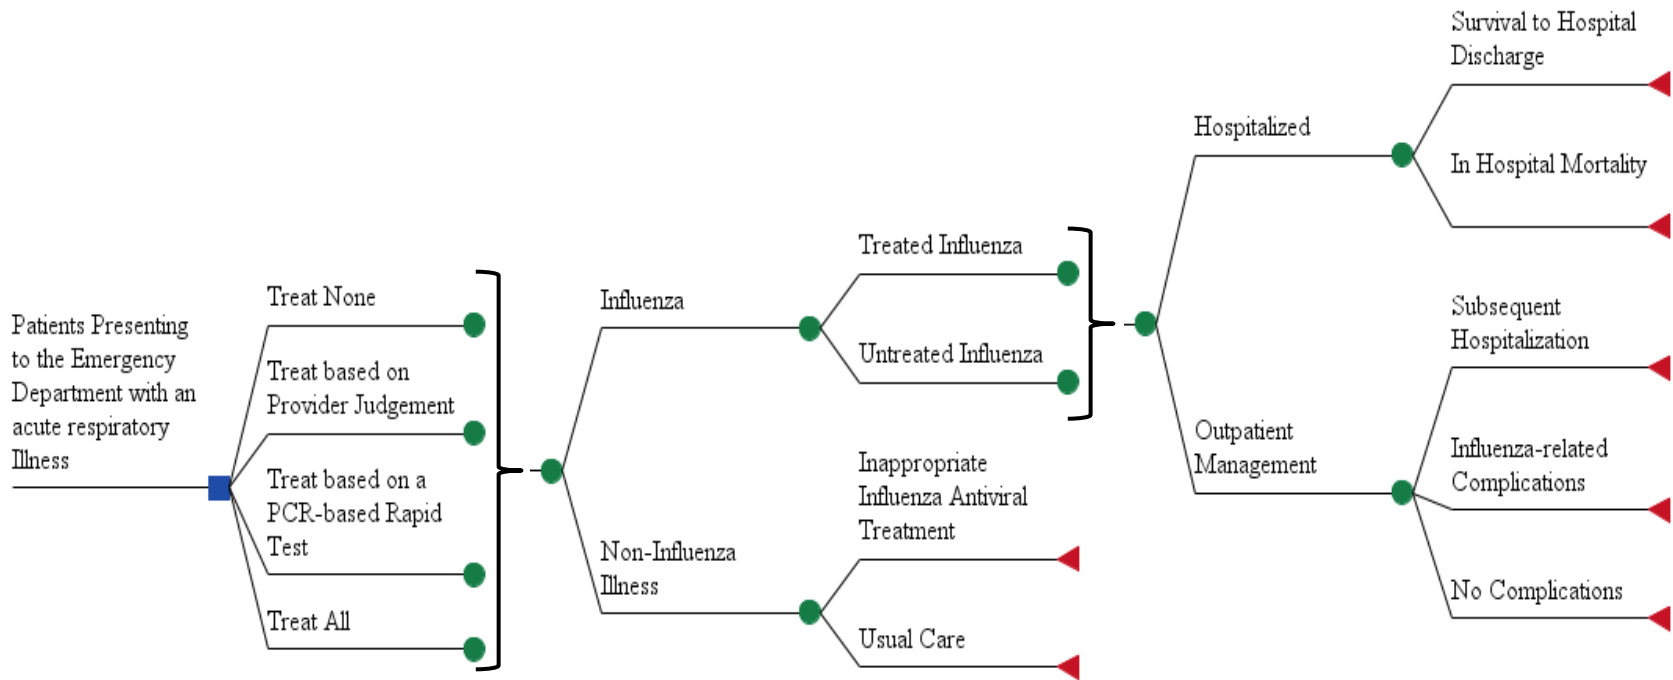 Patients Presenting
to the Emergency
Department with an
acute respiratory
Illness
Treat None
Treat based on
Provider Judgement
Treat based on a
PCR-based Rapid
Test
Treat All
Influenza
Non-Influenza
Illness
Treated Influenza
Untreated Influenza
Inappropriate
Influenza Antiviral
Treatment
Usual Care
Hospitalized
Outpatient
Management
Survival to Hospital
Discharge
In Hospital Mortality
Subsequent
Hospitalization
Influenza-related
Complications
No Complications